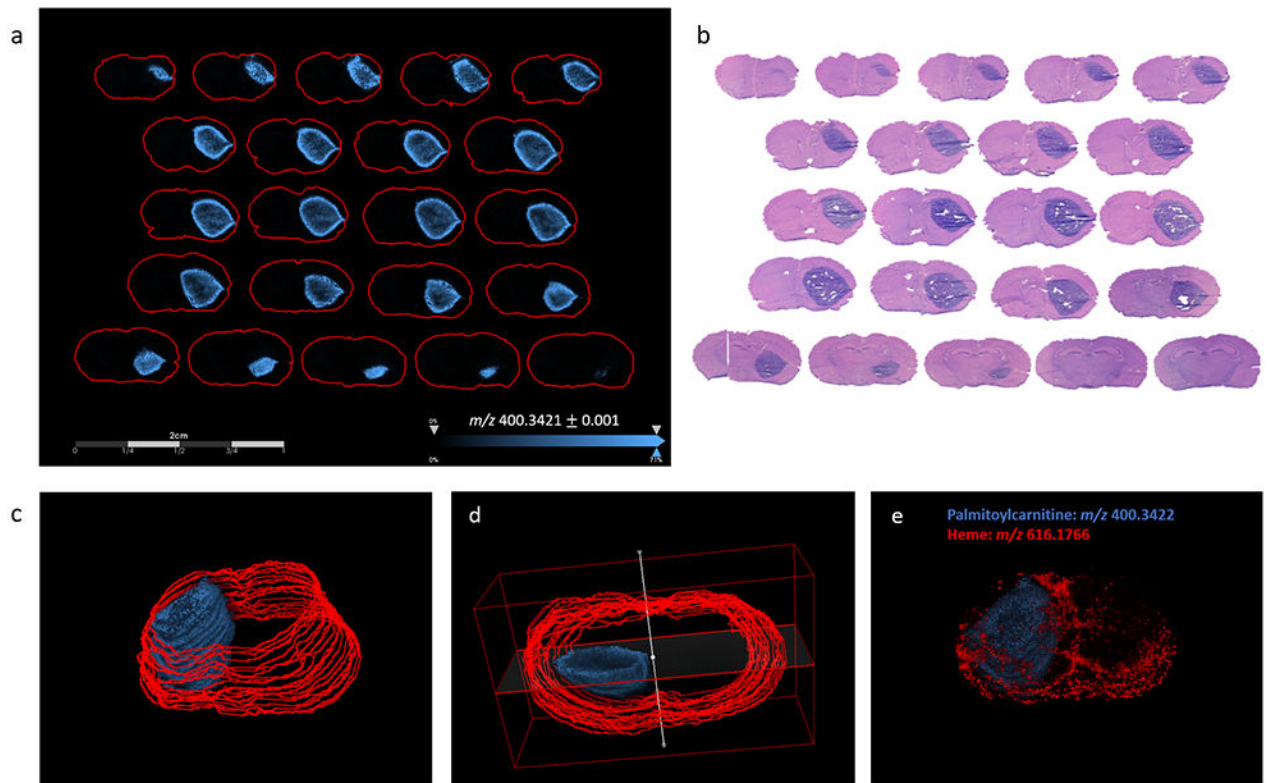 a
b
m/z 400.3421 ± 0.001
0%
2cm
0 1/4 1/2 3/4 1
0%
c
d
e
Palmitoylcarnitine: m/z 400.3422
Heme: m/z 616.1766